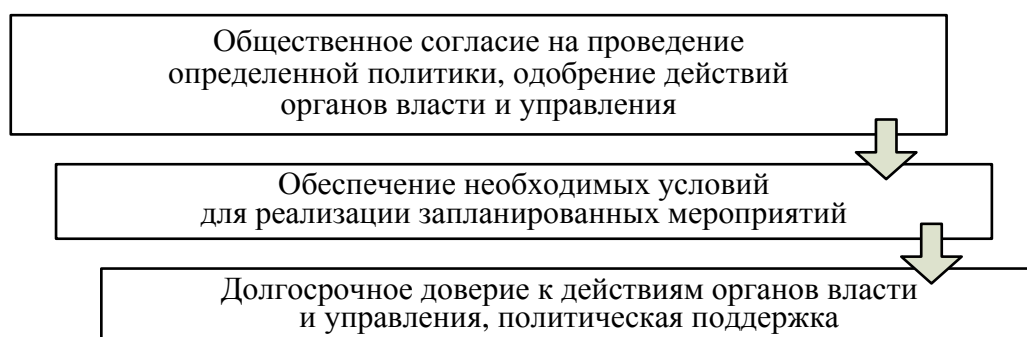 Общественное согласие на проведение
определенной политики, одобрение действий
органов власти и управления
Обеспечение необходимых условий
для реализации запланированных мероприятий
Долгосрочное доверие к действиям органов власти
и управления, политическая поддержка